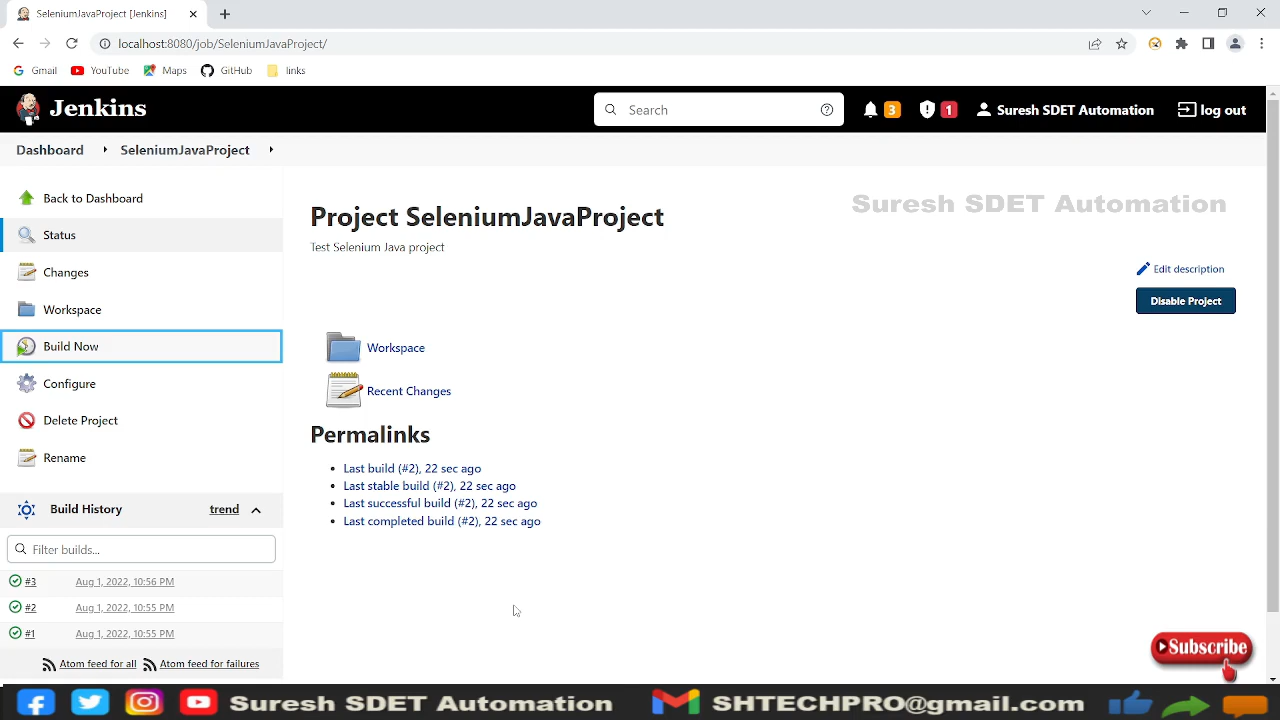 SeleniumJavaProject [Jenkins]
localhost:8080/job/SeleniumJavaProject/
Gmail YouTube Maps GitHub links
Jenkins Search 3 1 Suresh SDET Automation log out
Dashboard SeleniumJavaProject
Back to Dashboard
Status
Changes
Workspace
Build Now
Configure
Delete Project
Rename
Build History trend
Filter builds...
#3 Aug 1, 2022, 10:56 PM
#2 Aug 1, 2022, 10:55 PM
#1 Aug 1, 2022, 10:55 PM
Atom feed for all Atom feed for failures
Suresh SDET Automation
Project SeleniumJavaProject
Test Selenium Java project
Edit description
Disable Project
Workspace
Recent Changes
Permalinks
Last build (#2), 22 sec ago
Last stable build (#2), 22 sec ago
Last successful build (#2), 22 sec ago
Last completed build (#2), 22 sec ago
Subscribe
Suresh SDET Automation SHTECHPRO@gmail.com